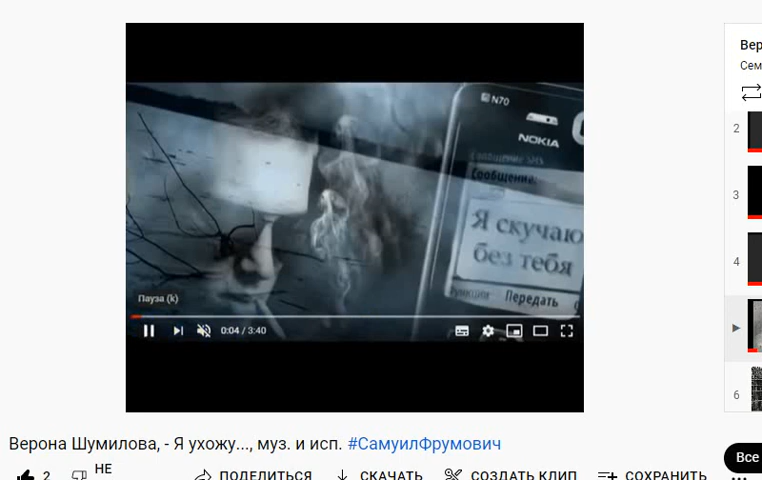 N70
NOKIA
Сообщение SMS
Сообщение:
Я скучаю
без тебя
Функции Передать
Пауза (k)
0:04 / 3:40
Верона Шумилова, - Я ухожу..., муз. и исп. #СамуилФрумович
2 НЕ ПОДЕЛИТЬСЯ СКАЧАТЬ СОЗДАТЬ КЛИП СОХРАНИТЬ
Вер
Сем
2
3
4
6
Все